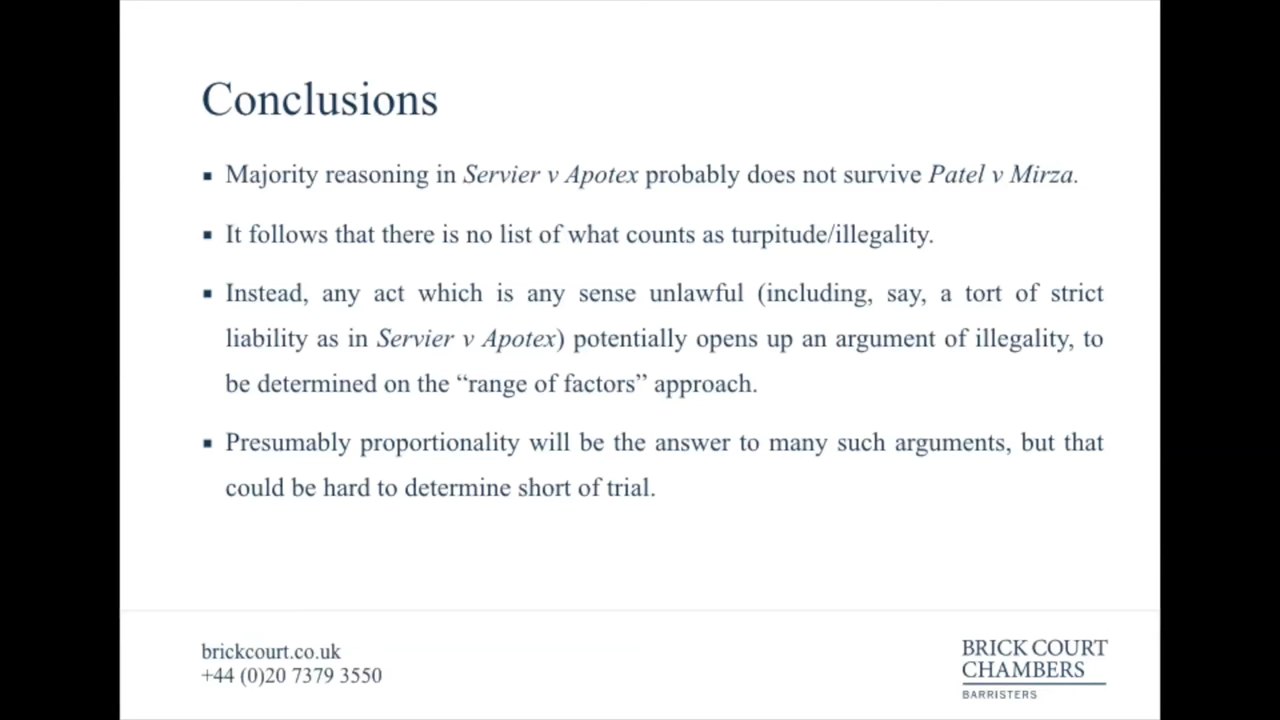 Conclusions
▪ Majority reasoning in Servier v Apotex probably does not survive Patel v Mirza.
▪ It follows that there is no list of what counts as turpitude/illegality.
▪ Instead, any act which is any sense unlawful (including, say, a tort of strict
liability as in Servier v Apotex) potentially opens up an argument of illegality, to
be determined on the “range of factors” approach.
▪ Presumably proportionality will be the answer to many such arguments, but that
could be hard to determine short of trial.
brickcourt.co.uk
+44 (0)20 7379 3550
BRICK COURT
CHAMBERS
BARRISTERS